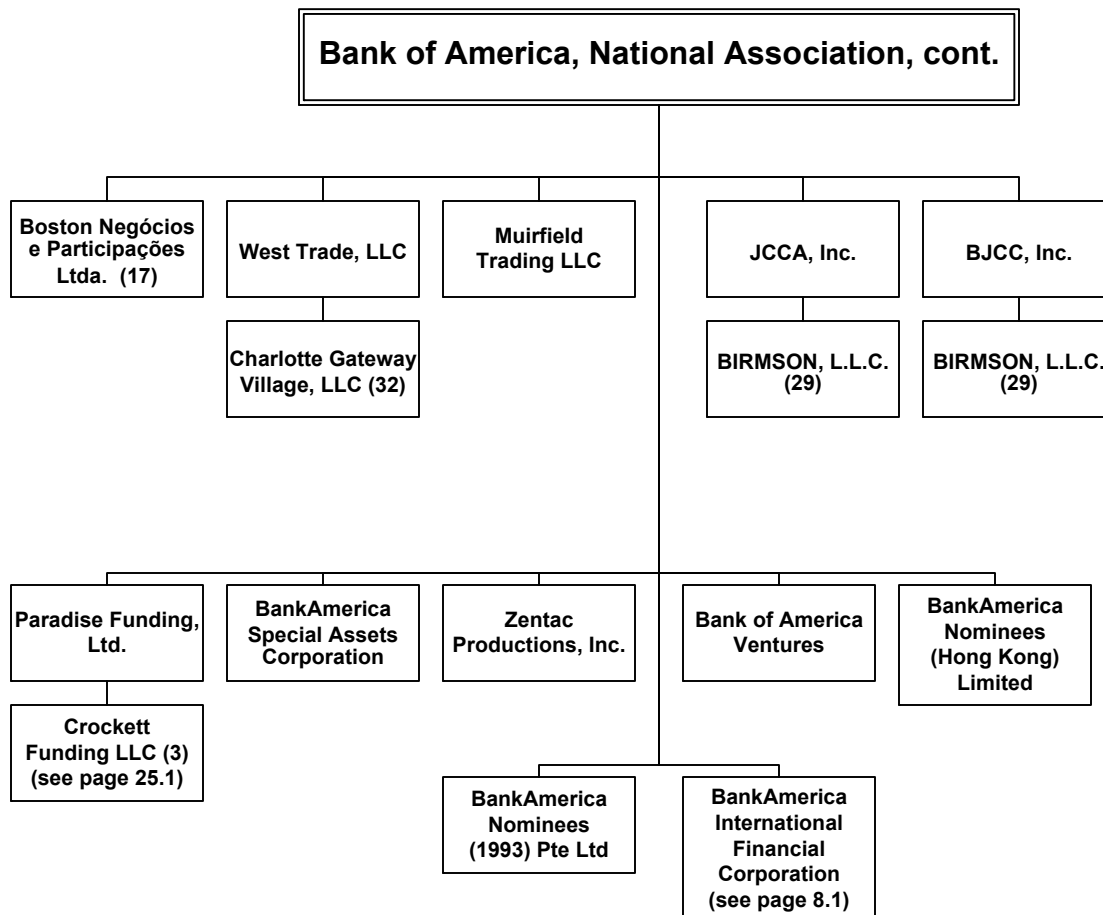 Bank of America, National Association, cont.
Boston Negócios
e Participações
Ltda. (17)
West Trade, LLC
Muirfield
Trading LLC
JCCA, Inc.
BJCC, Inc.
Charlotte Gateway
Village, LLC (32)
BIRMSON, L.L.C.
(29)
BIRMSON, L.L.C.
(29)
Paradise Funding,
Ltd.
BankAmerica
Special Assets
Corporation
Zentac
Productions, Inc.
Bank of America
Ventures
BankAmerica
Nominees
(Hong Kong)
Limited
Crockett
Funding LLC (3)
(see page 25.1)
BankAmerica
Nominees
(1993) Pte Ltd
BankAmerica
International
Financial
Corporation
(see page 8.1)